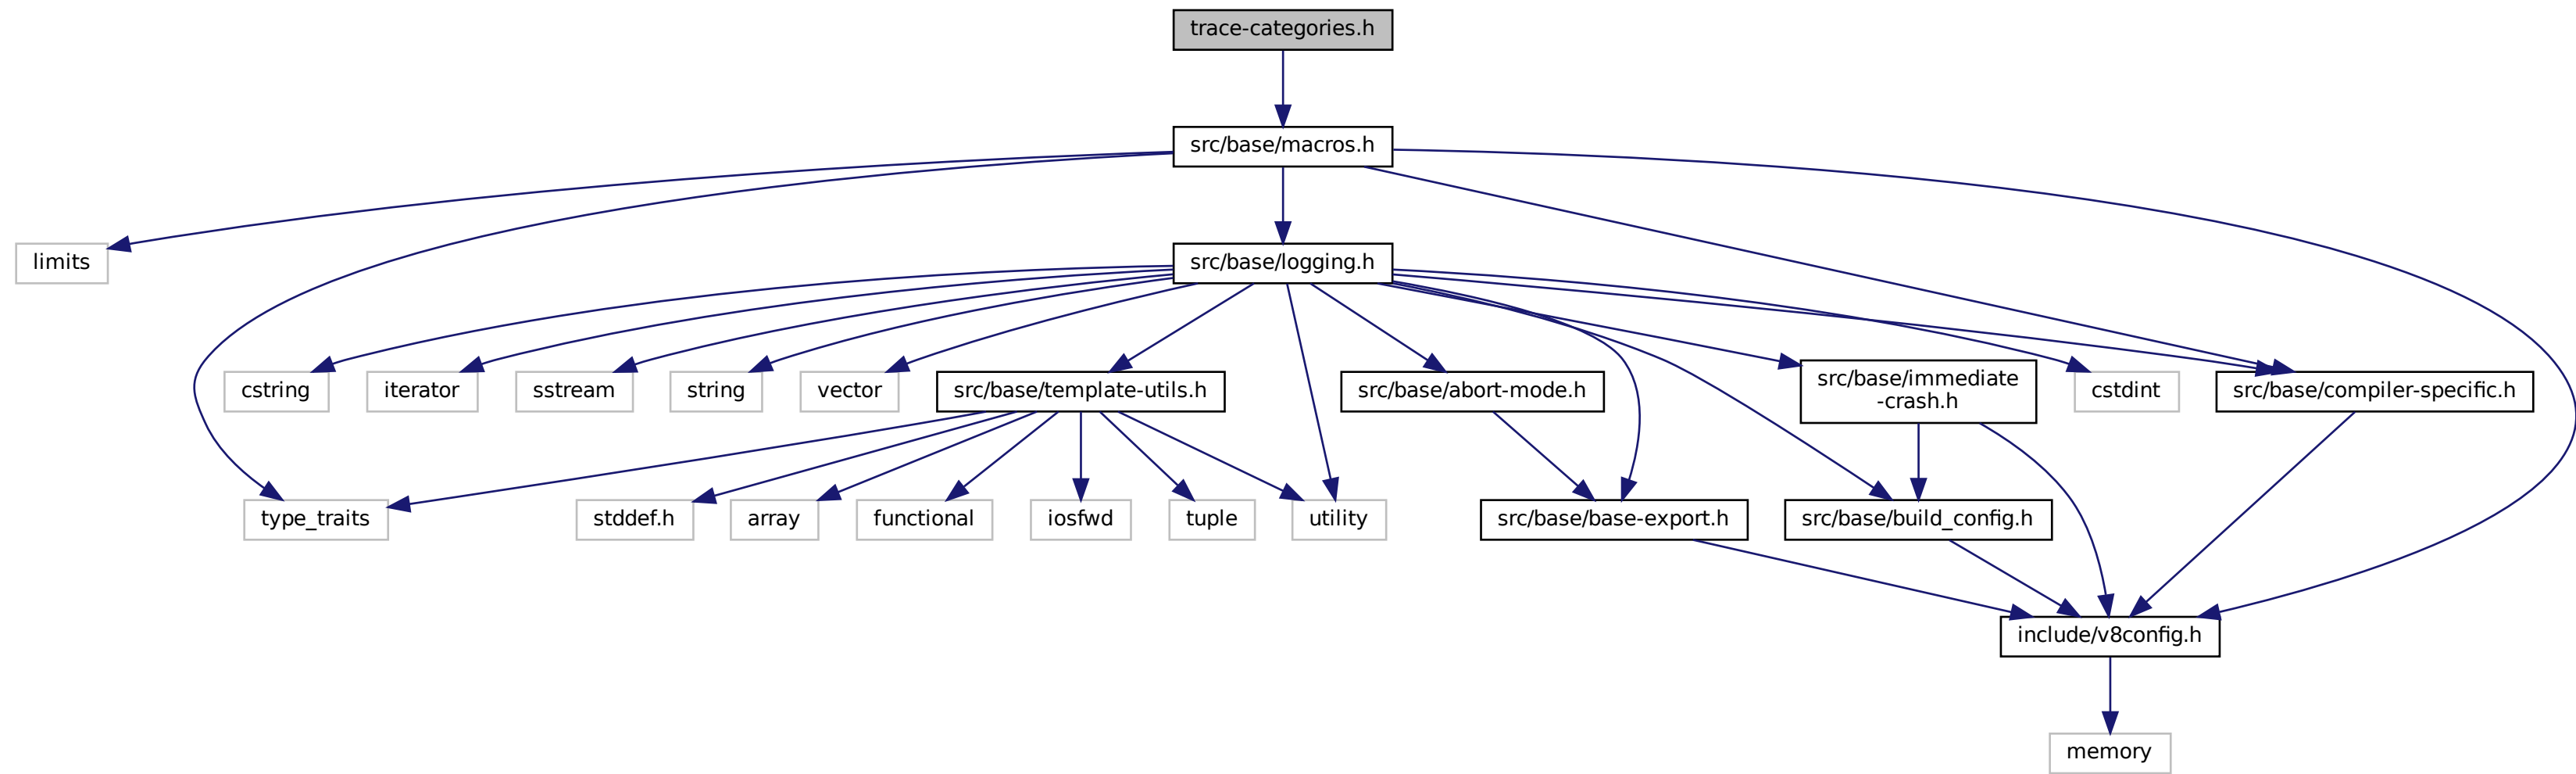 trace-categories.h
src/base/macros.h
limits
src/base/logging.h
cstring
iterator
sstream
string
vector
src/base/template-utils.h
src/base/abort-mode.h
src/base/immediate
-crash.h
cstdint
src/base/compiler-specific.h
type_traits
stddef.h
array
functional
iosfwd
tuple
utility
src/base/base-export.h
src/base/build_config.h
include/v8config.h
memory